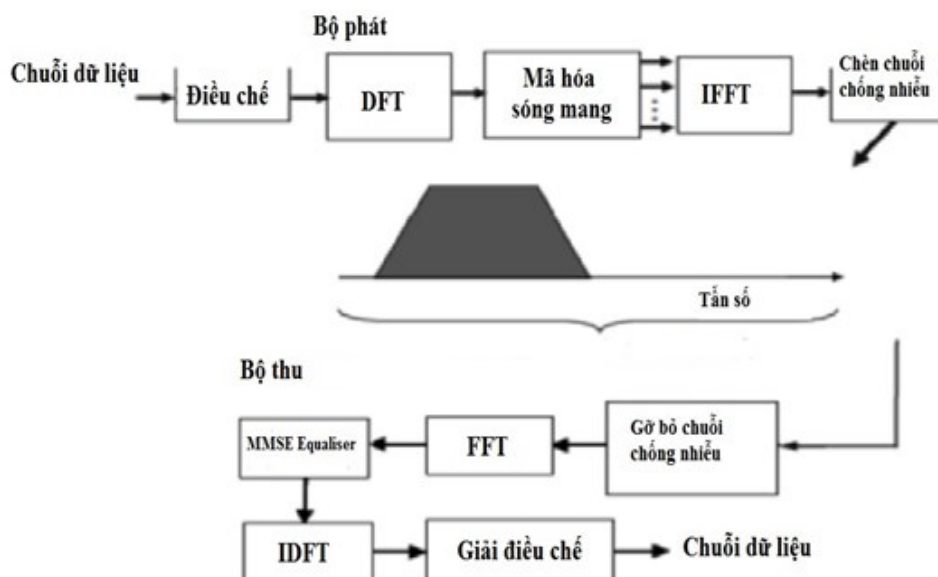 Bộ phát
Chuỗi dữ liệu
Điều chế
DFT
Mã hóa
sóng mang
IFFT
Chèn chuỗi
chống nhiễu
Tấn số
Bộ thu
MMSE Equaliser
FFT
Gỡ bỏ chuỗi
chống nhiễu
IDFT
Giải điều chế
Chuỗi dữ liệu